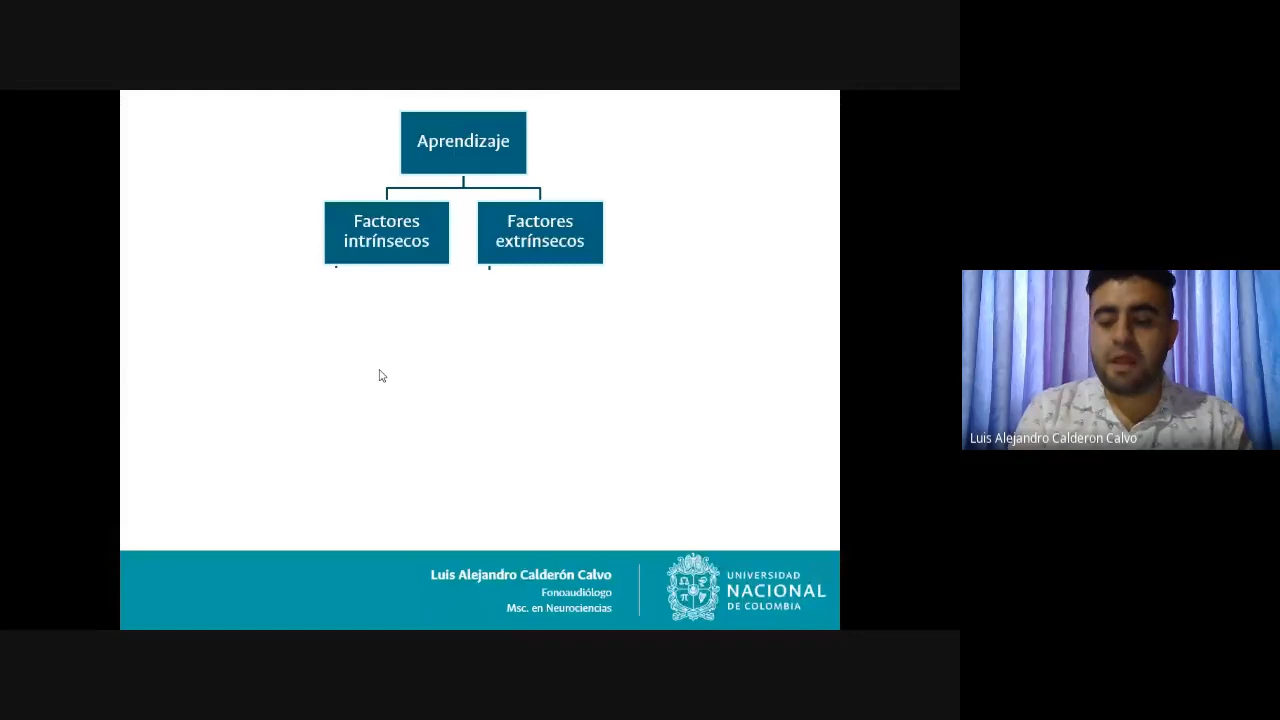 Aprendizaje
Factores
intrínsecos
Factores
extrínsecos
Luis Alejandro Calderon Calvo
Luis Alejandro Calderón Calvo
Fonoaudiólogo
Msc. en Neurociencias
UNIVERSIDAD
NACIONAL
DE COLOMBIA